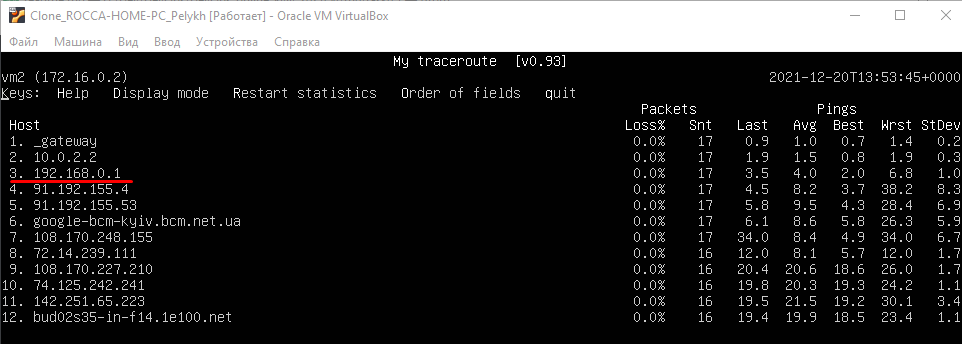 Clone_ROCCA-HOME-PC_Pelykh [Работает] - Oracle VM VirtualBox
Файл Машина Вид Ввод Устройства Справка
My traceroute [v0.93]
vm2 (172.16.0.2) 2021-12-20T13:53:45+0000
Keys: Help Display mode Restart statistics Order of fields quit
Packets Pings
Host Loss% Snt Last Avg Best Wrst StDev
1. _gateway 0.0% 17 0.9 1.0 0.7 1.4 0.2
2. 10.0.2.2 0.0% 17 1.9 1.5 0.8 1.9 0.3
3. 192.168.0.1 0.0% 17 3.5 4.0 2.0 6.8 1.0
4. 91.192.155.4 0.0% 17 4.5 8.2 3.7 38.2 8.3
5. 91.192.155.53 0.0% 17 5.8 9.5 4.3 28.4 6.9
6. google-bcm-kyiv.bcm.net.ua 0.0% 17 6.1 8.6 5.8 26.3 5.9
7. 108.170.248.155 0.0% 17 34.0 8.4 4.9 34.0 6.7
8. 72.14.239.111 0.0% 16 12.0 8.1 5.7 12.0 1.7
9. 108.170.227.210 0.0% 16 20.4 20.6 18.6 26.0 1.7
10. 74.125.242.241 0.0% 16 19.8 20.3 19.3 24.2 1.1
11. 142.251.65.223 0.0% 16 19.5 21.5 19.2 30.1 3.4
12. bud02s35-in-f14.1e100.net 0.0% 16 19.4 19.9 18.5 23.4 1.1